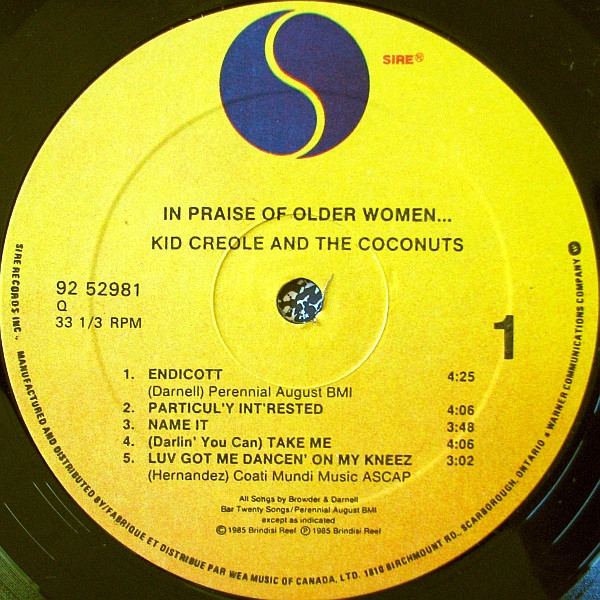 SIRE®
IN PRAISE OF OLDER WOMEN...
KID CREOLE AND THE COCONUTS
92 52981
Q
33 1/3 RPM
1
1. ENDICOTT 4:25
(Darnell) Perennial August BMI
2. PARTICUL'Y INT'RESTED 4:06
3. NAME IT 3:48
4. (Darlin' You Can) TAKE ME 4:06
5. LUV GOT ME DANCEN' ON MY KNEEZ 3:02
(Hernandez) Coati Mundi Music ASCAP
All Songs by Browder & Darnell
Bar Twenty Songs/Perennial August BMI
except as indicated
©1985 Brindisi Reef ℗1985 Brindisi Reef
SIRE RECORDS INC • MANUFACTURED AND DISTRIBUTED BY/FABRIQUE ET DISTRIBUE PAR WEA MUSIC OF CANADA, LTD. 1810 BIRCHMOUNT RD., SCARBOROUGH, ONTARIO • A WARNER COMMUNICATIONS COMPANY